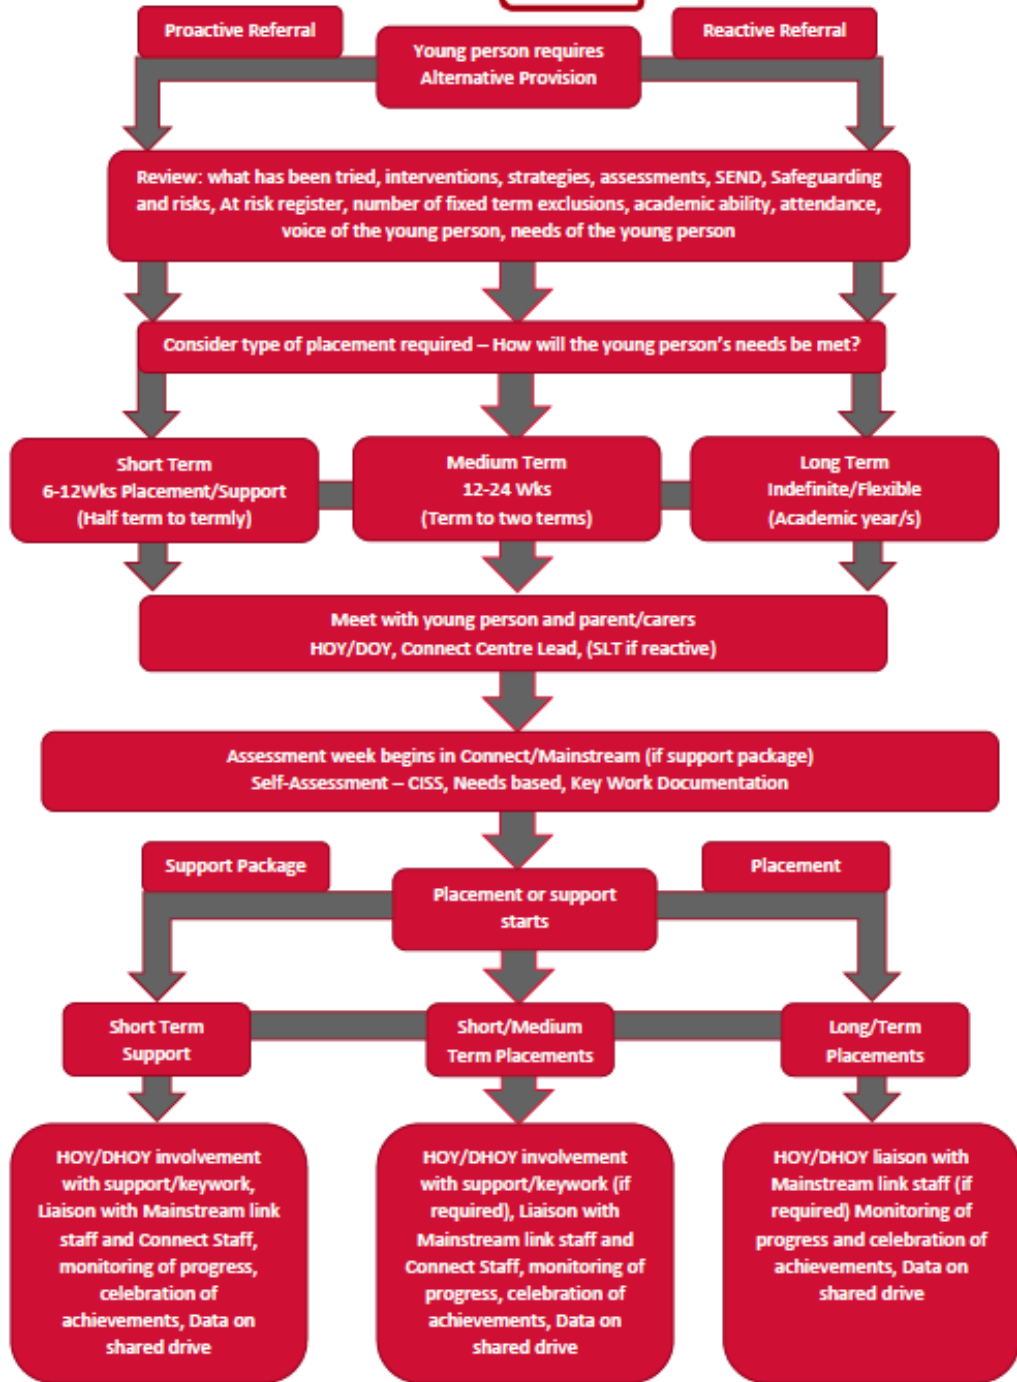 Proactive Referral
Young person requires
Alternative Provision
Reactive Referral
Review: what has been tried, interventions, strategies, assessments, SEND, Safeguarding
and risks, At risk register, number of fixed term exclusions, academic ability, attendance,
voice of the young person, needs of the young person
Consider type of placement required – How will the young person's needs be met?
Short Term
6-12Wks Placement/Support
(Half term to termly)
Medium Term
12-24 Wks
(Term to two terms)
Long Term
Indefinite/Flexible
(Academic year/s)
Meet with young person and parent/carers
HOY/DOY, Connect Centre Lead, (SLT if reactive)
Assessment week begins in Connect/Mainstream (if support package)
Self-Assessment – CISS, Needs based, Key Work Documentation
Support Package
Placement or support
starts
Placement
Short Term
Support
Short/Medium
Term Placements
Long/Term
Placements
HOY/DHOY involvement
with support/keywork,
Liaison with Mainstream link
staff and Connect Staff,
monitoring of progress,
celebration of
achievements, Data on
shared drive
HOY/DHOY involvement
with support/keywork (if
required), Liaison with
Mainstream link staff and
Connect Staff, monitoring of
progress, celebration of
achievements, Data on
shared drive
HOY/DHOY liaison with
Mainstream link staff (if
required) Monitoring of
progress and celebration of
achievements, Data on
shared drive